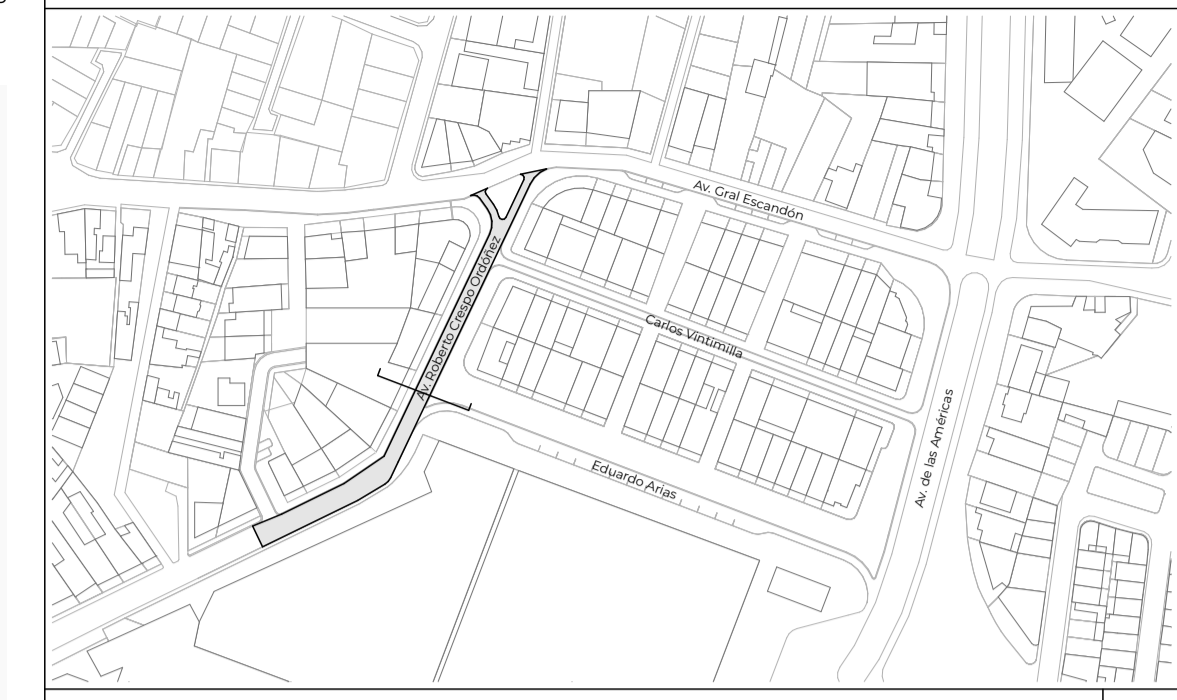 Av. Gral Escandón
Av. Roberto Crespo Ordóñez
Carlos Vintimilla
Av. de las Américas
Eduardo Arias